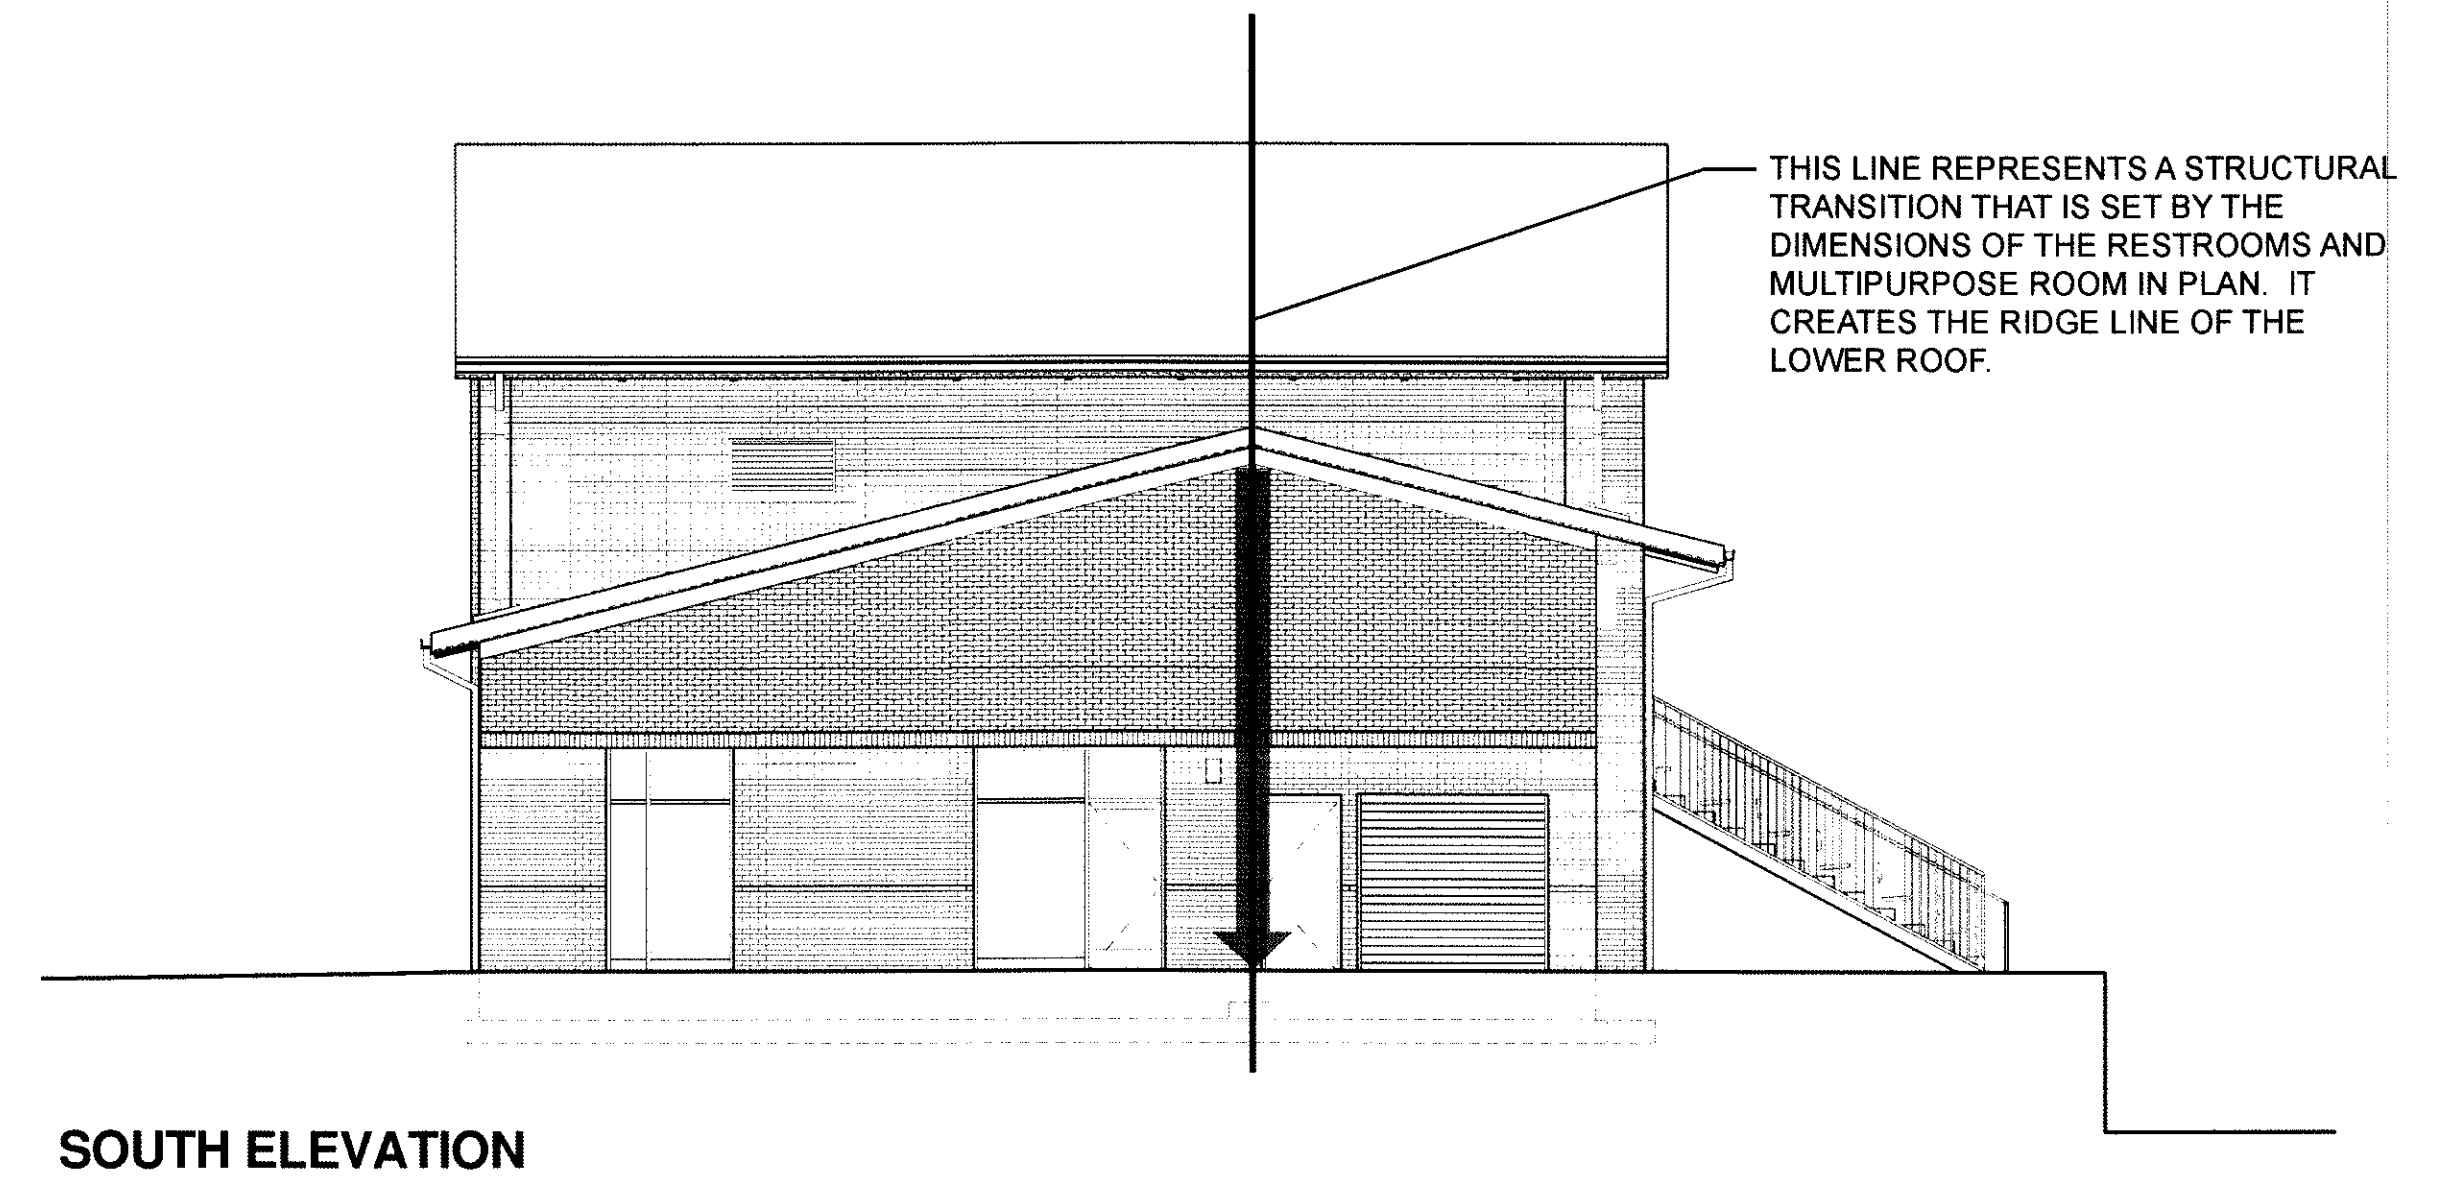 THIS LINE REPRESENTS A STRUCTURAL
TRANSITION THAT IS SET BY THE
DIMENSIONS OF THE RESTROOMS AND
MULTIPURPOSE ROOM IN PLAN.  IT
CREATES THE RIDGE LINE OF THE
LOWER ROOF.
SOUTH ELEVATION